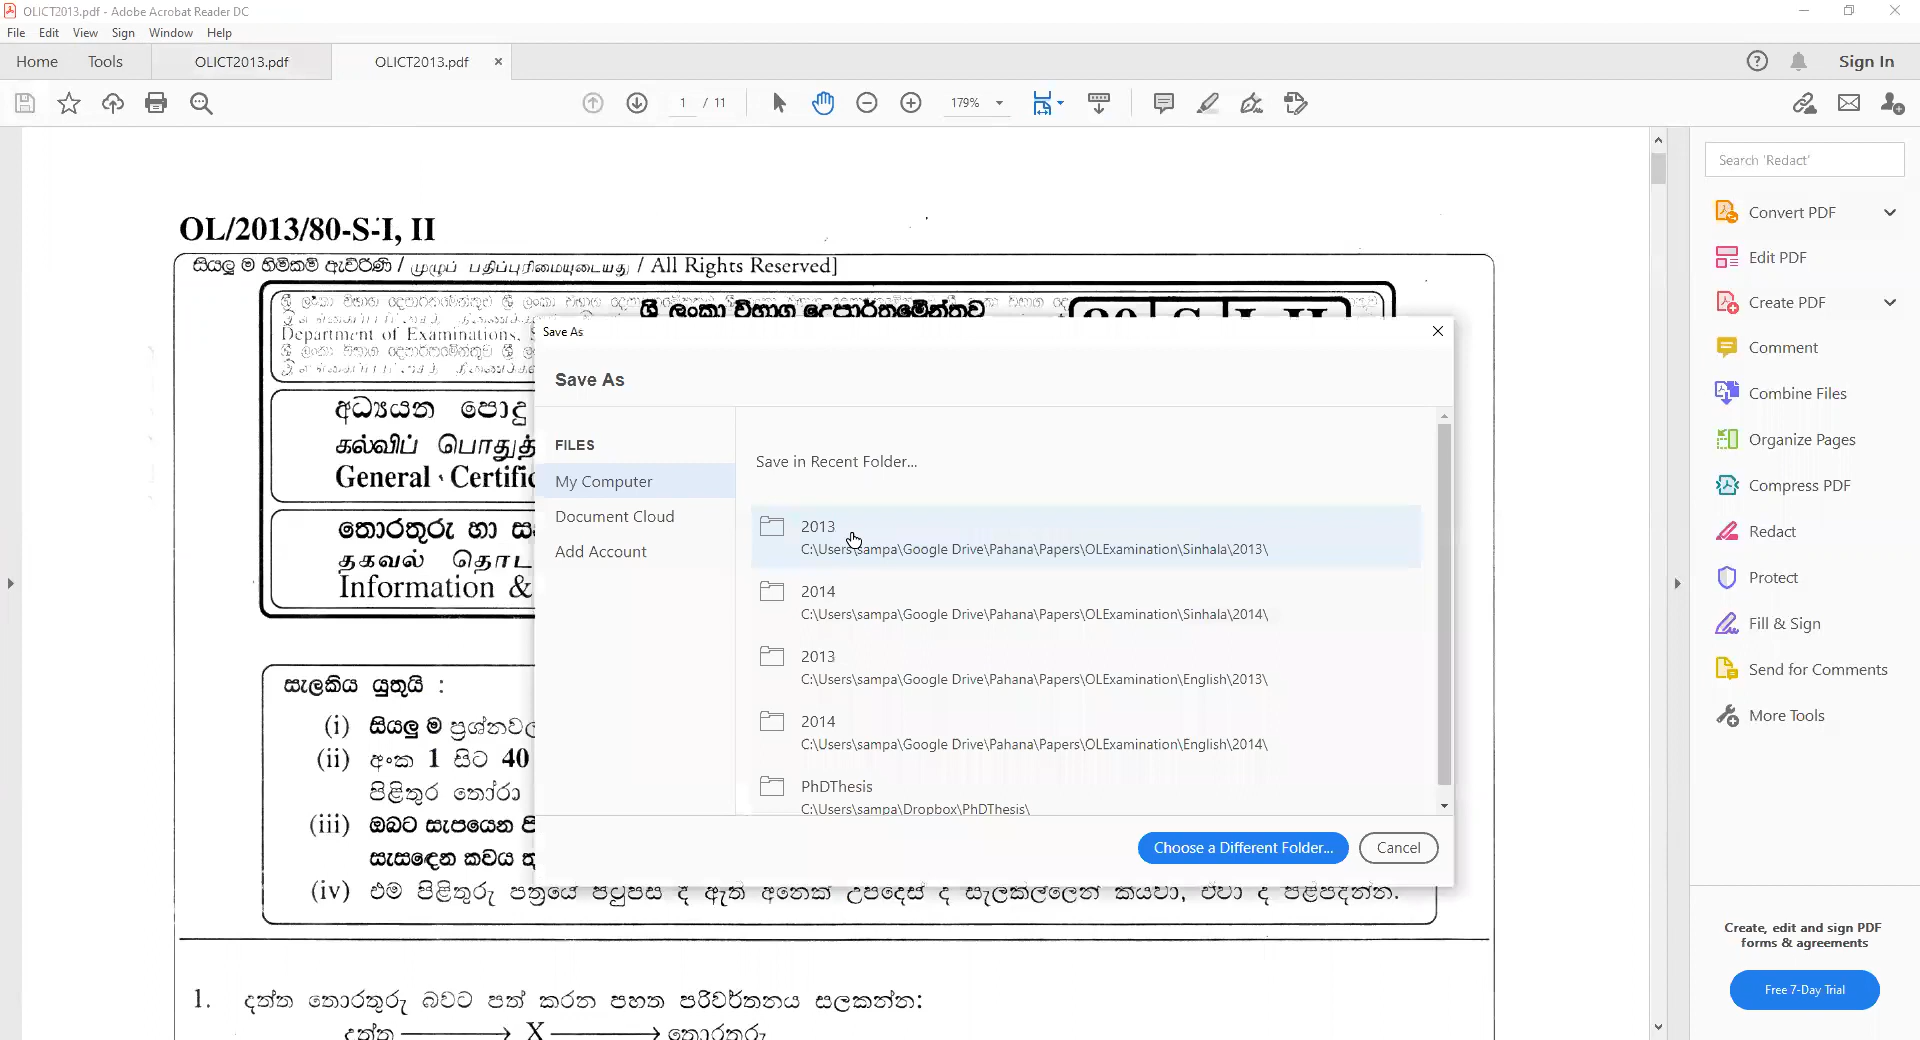 OLICT2013.pdf - Adobe Acrobat Reader DC
File Edit View Sign Window Help
Home Tools OLICT2013.pdf OLICT2013.pdf Sign In
1 / 11 179%
Search 'Redact'
Convert PDF
Edit PDF
Create PDF
Comment
Combine Files
Organize Pages
Compress PDF
Redact
Protect
Fill & Sign
Send for Comments
More Tools
Create, edit and sign PDF
forms & agreements
Free 7-Day Trial
OL/2013/80-S-I, II
සියලු ම හිමිකම් ඇවිරිණි / முழுப் பதிப்புரிமையுடையது / All Rights Reserved]
ශ්‍රී ලංකා විභාග දෙපාර්තමේන්තුව
Department of Examinations,
අධ්‍යයන පොදු
கல்விப் பொதுத்
General Certific
තොරතුරු හා ස
தகவல் தொட
Information &
සැලකිය යුතුයි :
(i) සියලු ම ප්‍රශ්නවල
(ii) අංක 1 සිට 40
පිළිතුර තෝරා
(iii) ඔබට සැපයෙන පි
සැසඳෙන කවය තු
(iv) එම පිළිතුරු පත්‍රයේ පිටුපස ද ඇති අනෙක් උපදෙස් ද සැලකිල්ලෙන් කියවා, ඒවා ද පිළිපදින්න.
1. දත්ත තොරතුරු බවට පත් කරන පහත පරිවර්තනය සලකන්න:
දත්ත X තොරතුරු
Save As
Save As
FILES
My Computer
Document Cloud
Add Account
Save in Recent Folder...
2013
C:\Users\sampa\Google Drive\Pahana\Papers\OLExamination\Sinhala\2013\
2014
C:\Users\sampa\Google Drive\Pahana\Papers\OLExamination\Sinhala\2014\
2013
C:\Users\sampa\Google Drive\Pahana\Papers\OLExamination\English\2013\
2014
C:\Users\sampa\Google Drive\Pahana\Papers\OLExamination\English\2014\
PhDThesis
C:\Users\sampa\Dropbox\PhDThesis\
Choose a Different Folder... Cancel